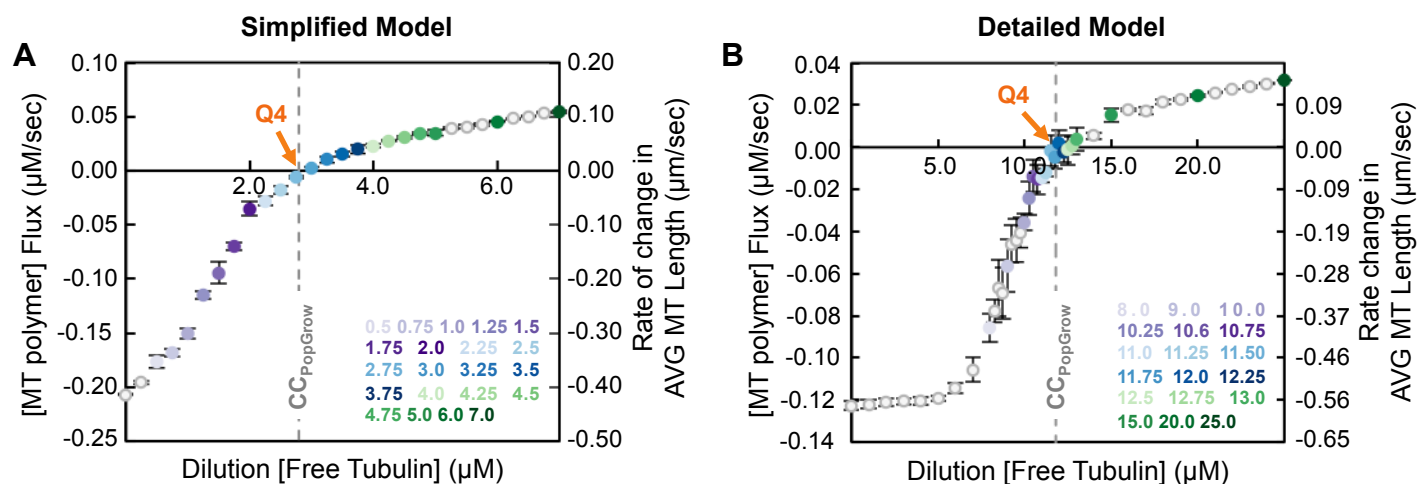 Simplified Model
A
[MT polymer] Flux (μM/sec)
0.10
0.05
0.00
-0.05
-0.10
-0.15
-0.20
-0.25
2.0
4.0
6.0
Q4
CCPopGrow
0.5 0.75 1.0 1.25 1.5
1.75 2.0 2.25 2.5
2.75 3.0 3.25 3.5
3.75 4.0 4.25 4.5
4.75 5.0 6.0 7.0
0.20
0.10
0.00
-0.10
-0.20
-0.30
-0.40
-0.50
Rate of change in
AVG MT Length (μm/sec)
Dilution [Free Tubulin] (μM)
Detailed Model
B
[MT polymer] Flux (μM/sec)
0.04
0.02
0.00
-0.02
-0.04
-0.06
-0.08
-0.10
-0.12
-0.14
5.0
10.0
15.0
20.0
Q4
CCPopGrow
8.0 9.0 10.0
10.25 10.6 10.75
11.0 11.25 11.50
11.75 12.0 12.25
12.5 12.75 13.0
15.0 20.0 25.0
0.09
0.00
-0.09
-0.19
-0.28
-0.37
-0.46
-0.56
-0.65
Rate change in
AVG MT Length (μm/sec)
Dilution [Free Tubulin] (μM)